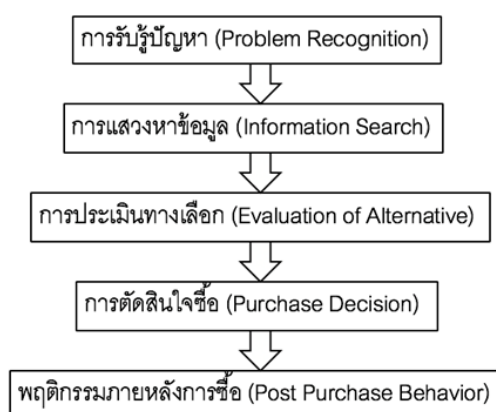 การรับรู้ปัญหา (Problem Recognition)
การแสวงหาข้อมูล (Information Search)
การประเมินทางเลือก (Evaluation of Alternative)
การตัดสินใจซื้อ (Purchase Decision)
พฤติกรรมภายหลังการซื้อ (Post Purchase Behavior)